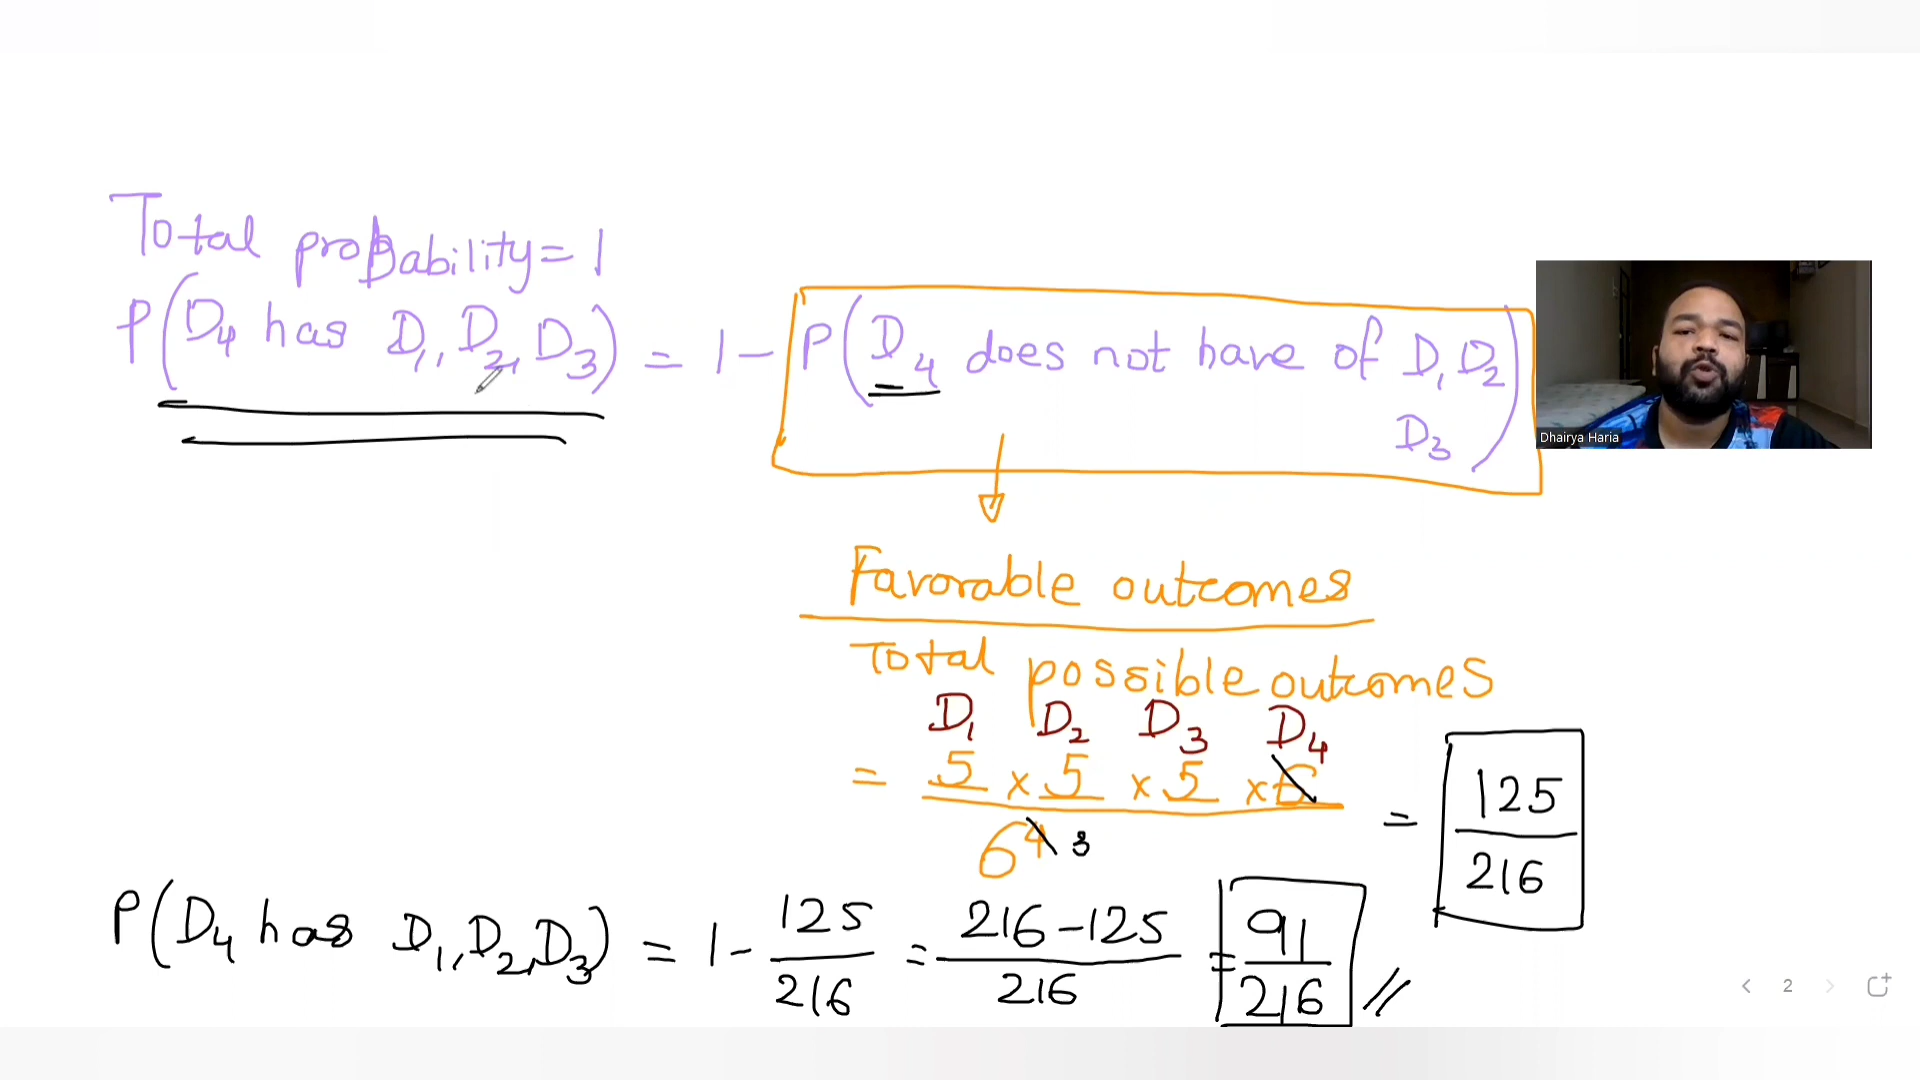 Total probability = 1
P(D₄ has D₁, D₂, D₃) = 1 - P(D₄ does not have of D₁ D₂
D₃)
Dhairya Haria
Favorable outcomes
Total possible outcomes
D₁ D₂ D₃ D₄
= 5 × 5 × 5 × 6
6⁴ 3
= 125
216
P(D₄ has D₁, D₂, D₃) = 1 - 125/216 = 216-125/216 = 91/216 //
2